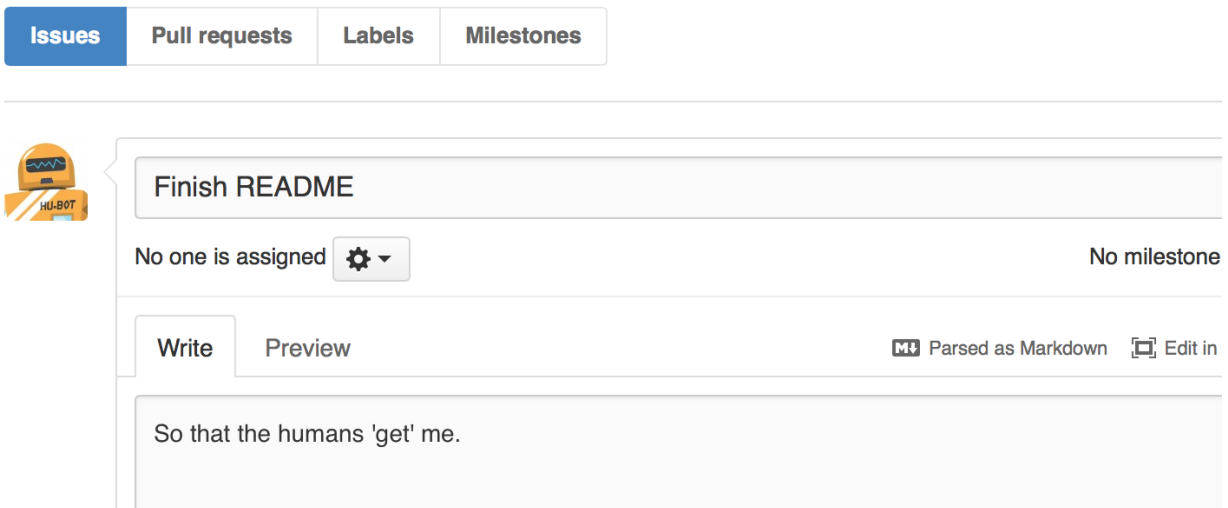 Issues Pull requests Labels Milestones
HU-BOT
Finish README
No one is assigned No milestone
Write Preview Parsed as Markdown Edit in
So that the humans 'get' me.